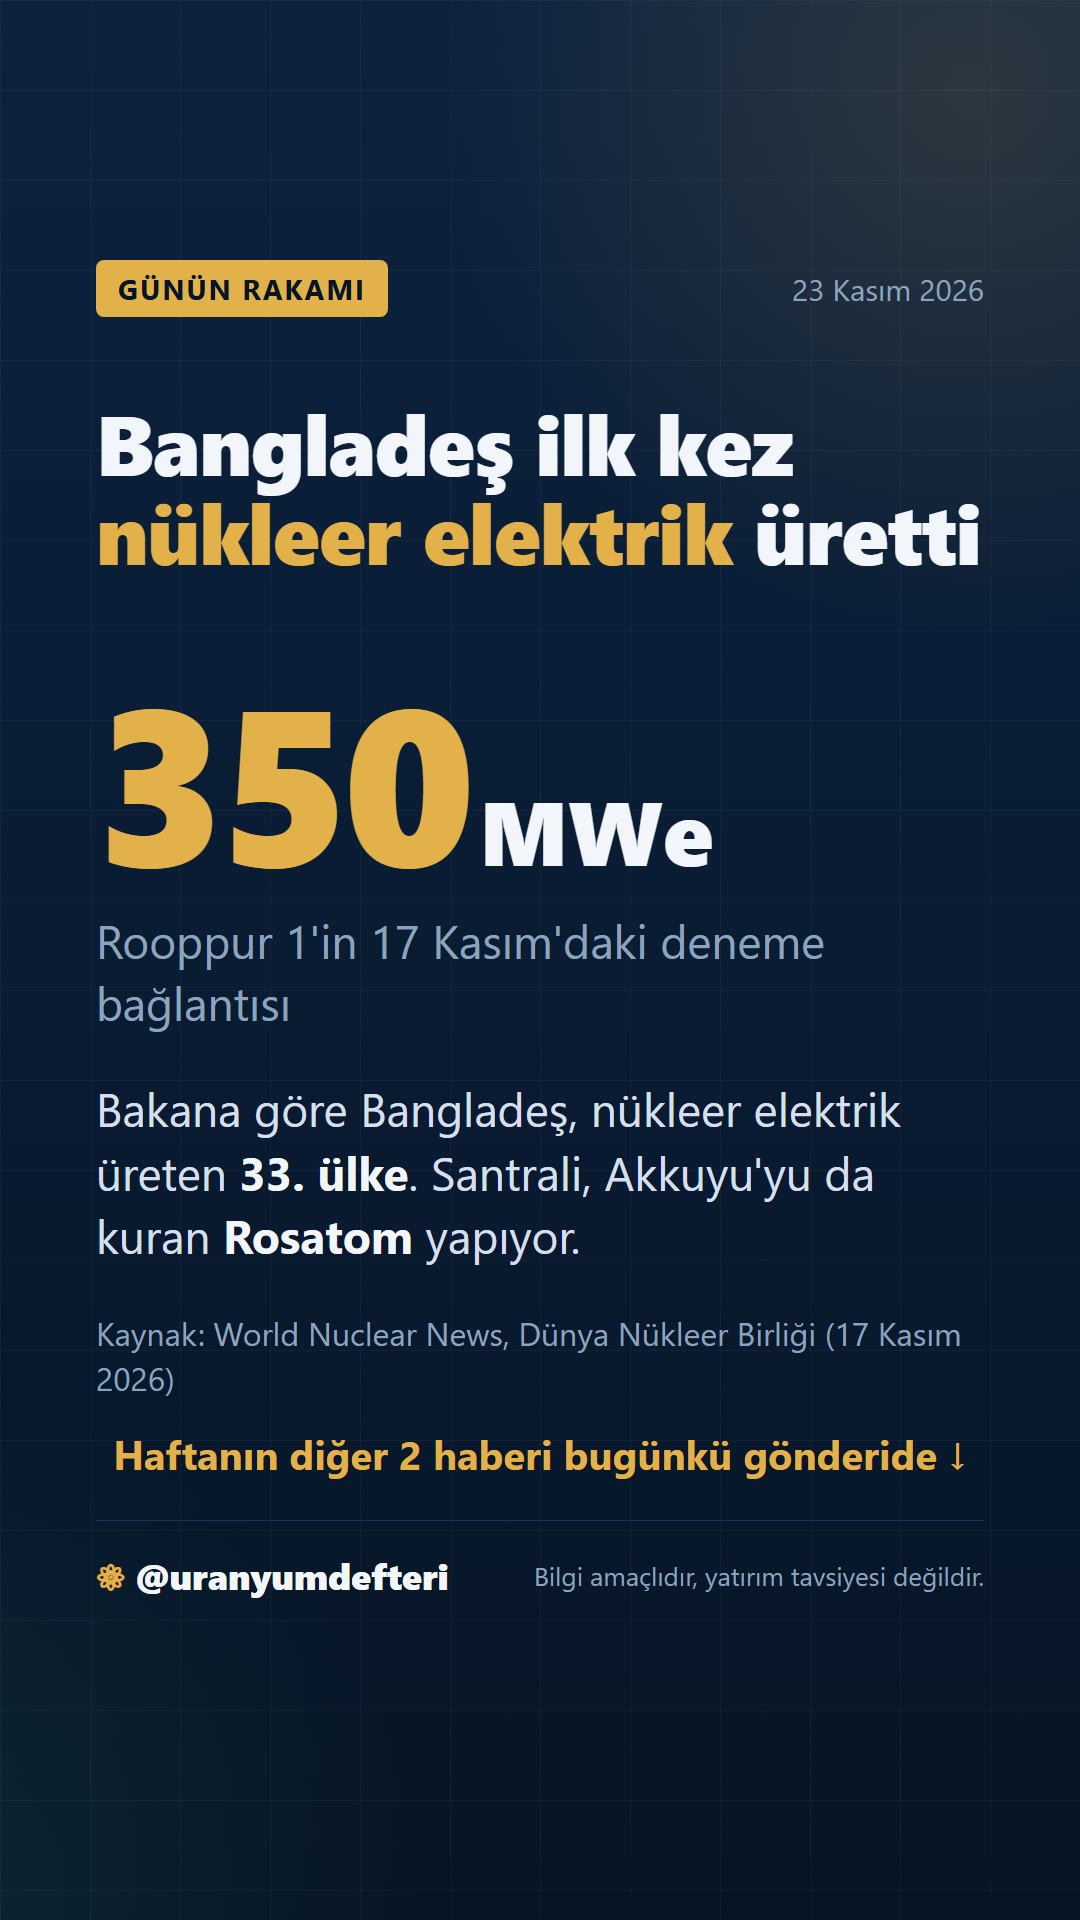 GÜNÜN RAKAMI
23 Kasım 2026
Bangladeş ilk kez
nükleer elektrik üretti
350 MWe
Rooppur 1'in 17 Kasım'daki deneme
bağlantısı
Bakana göre Bangladeş, nükleer elektrik
üreten 33. ülke. Santrali, Akkuyu'yu da
kuran Rosatom yapıyor.
Kaynak: World Nuclear News, Dünya Nükleer Birliği (17 Kasım
2026)
Haftanın diğer 2 haberi bugünkü gönderide ↓
@uranyumdefteri
Bilgi amaçlıdır, yatırım tavsiyesi değildir.